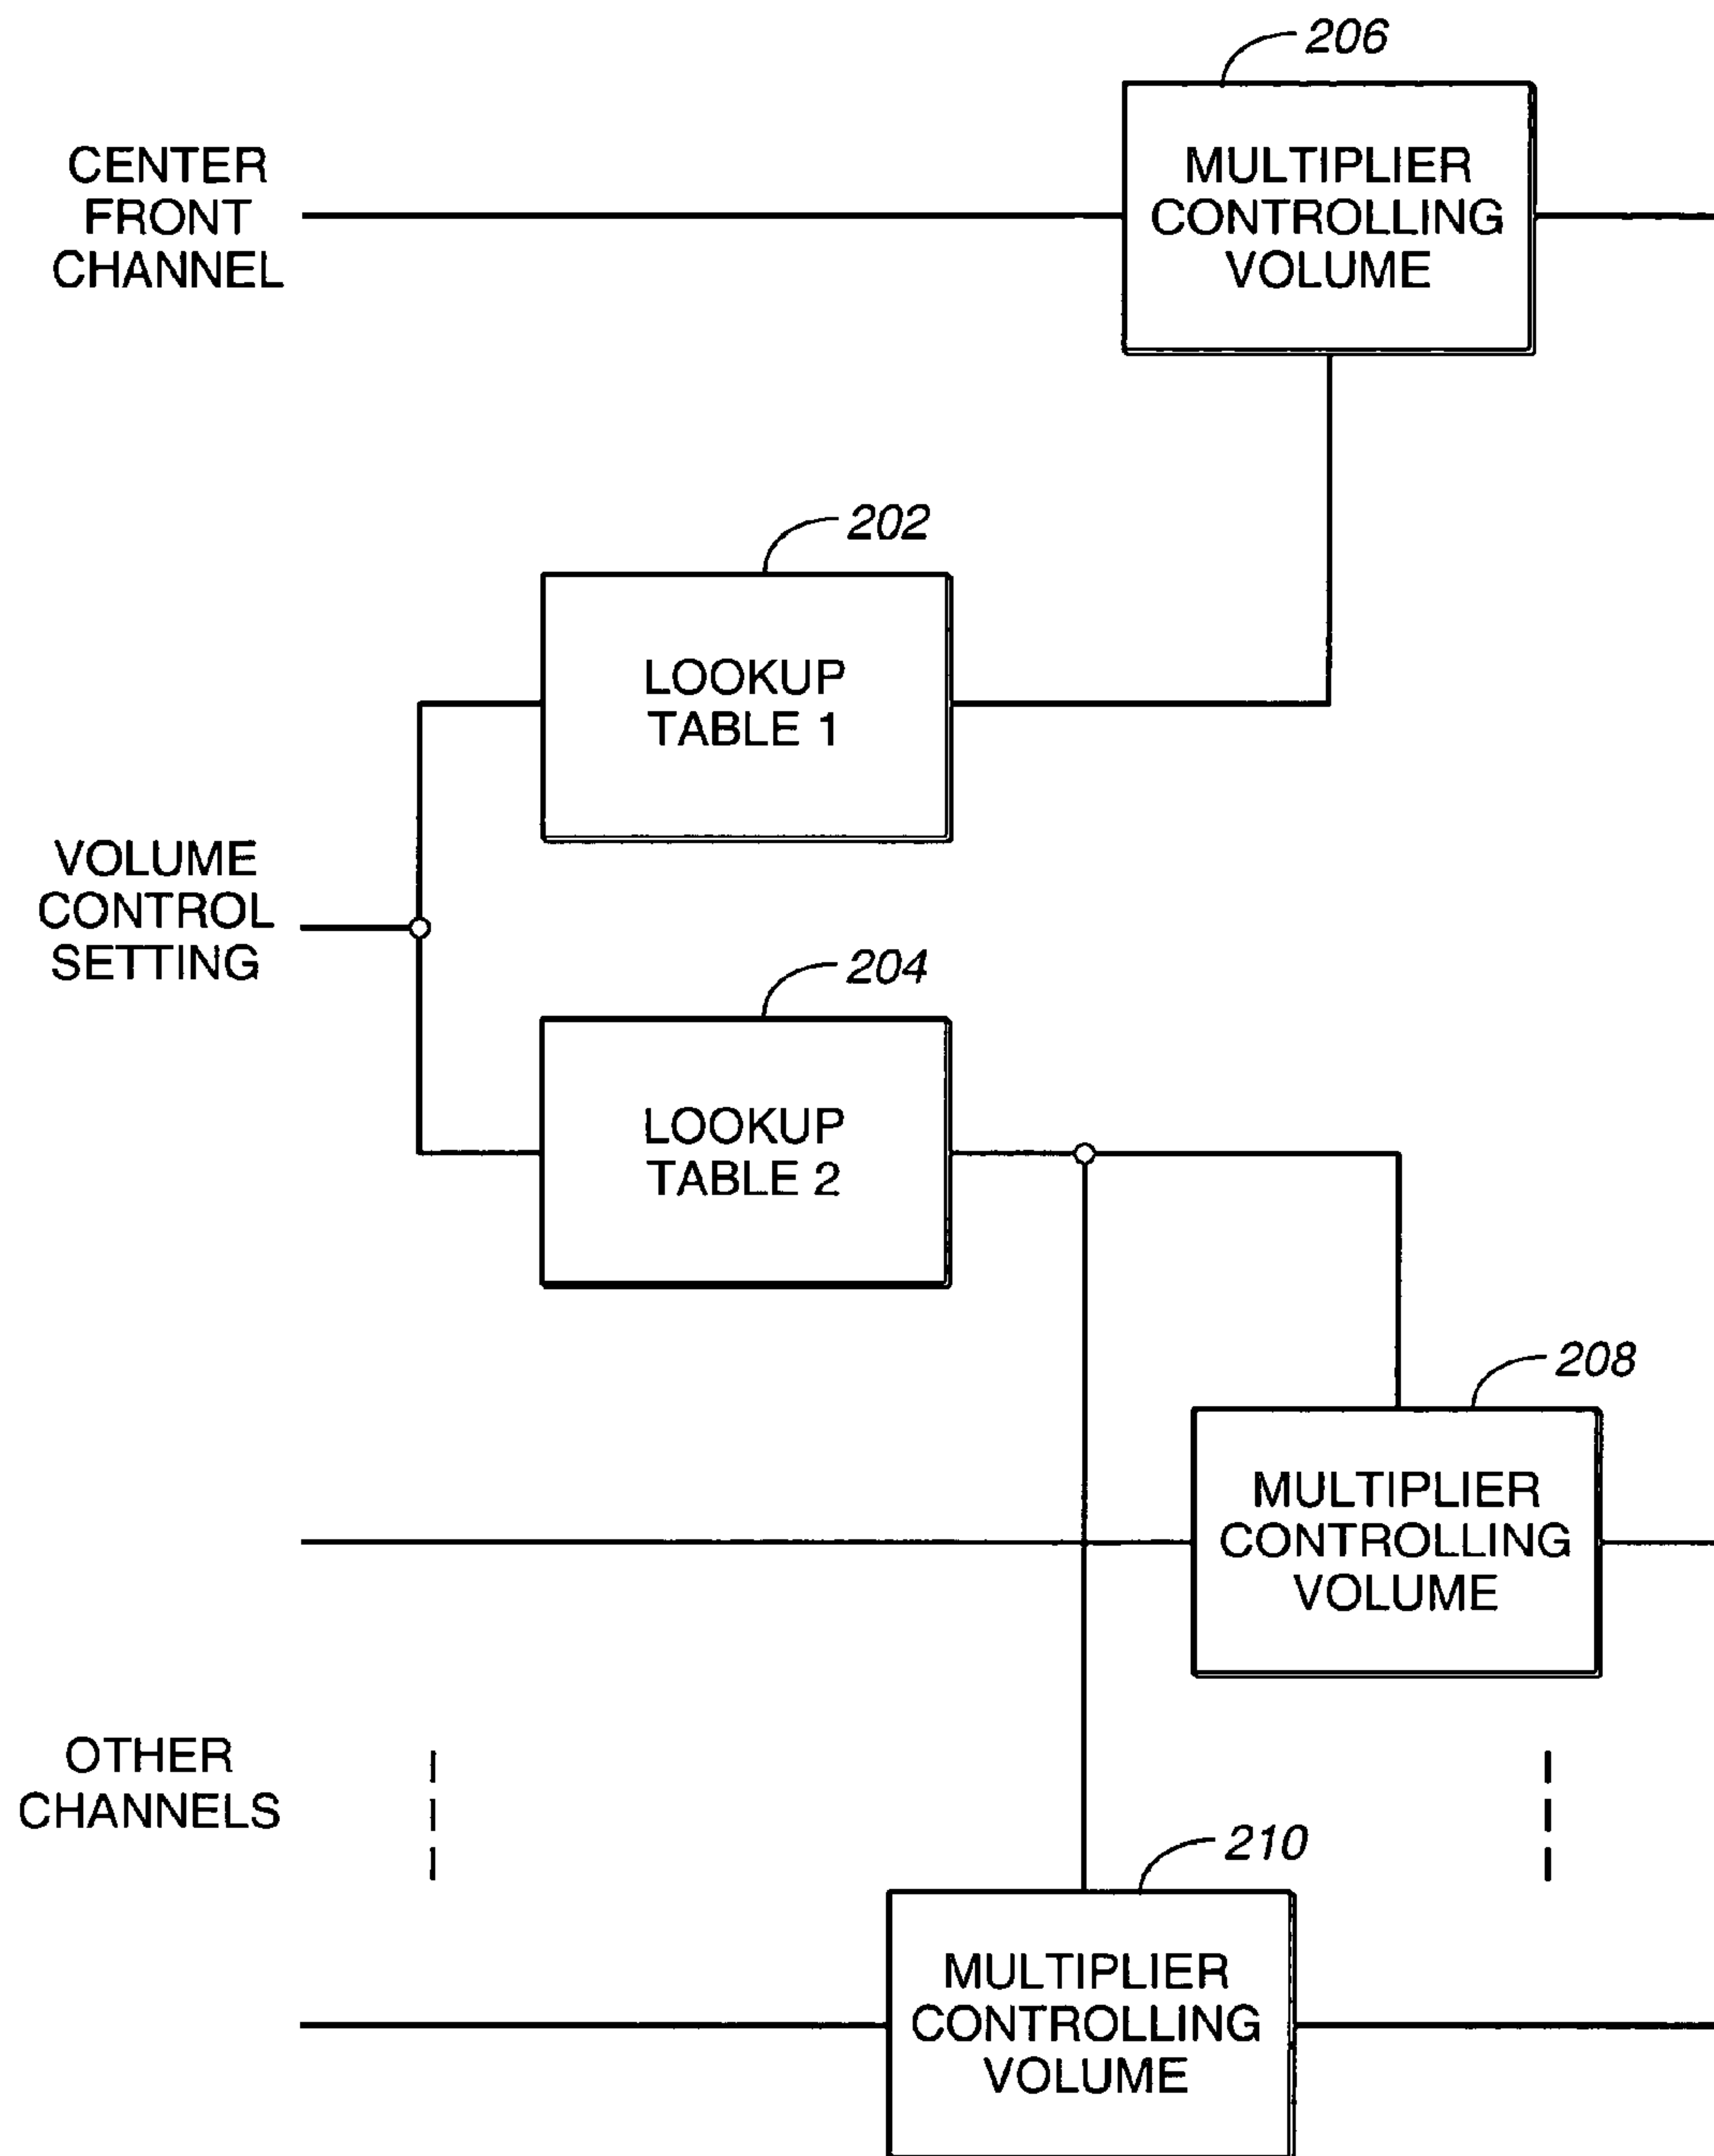 206
CENTER
FRONT
CHANNEL
MULTIPLIER
CONTROLLING
VOLUME
202
LOOKUP
TABLE 1
VOLUME
CONTROL
SETTING
204
LOOKUP
TABLE 2
208
MULTIPLIER
CONTROLLING
VOLUME
OTHER
CHANNELS
210
MULTIPLIER
CONTROLLING
VOLUME